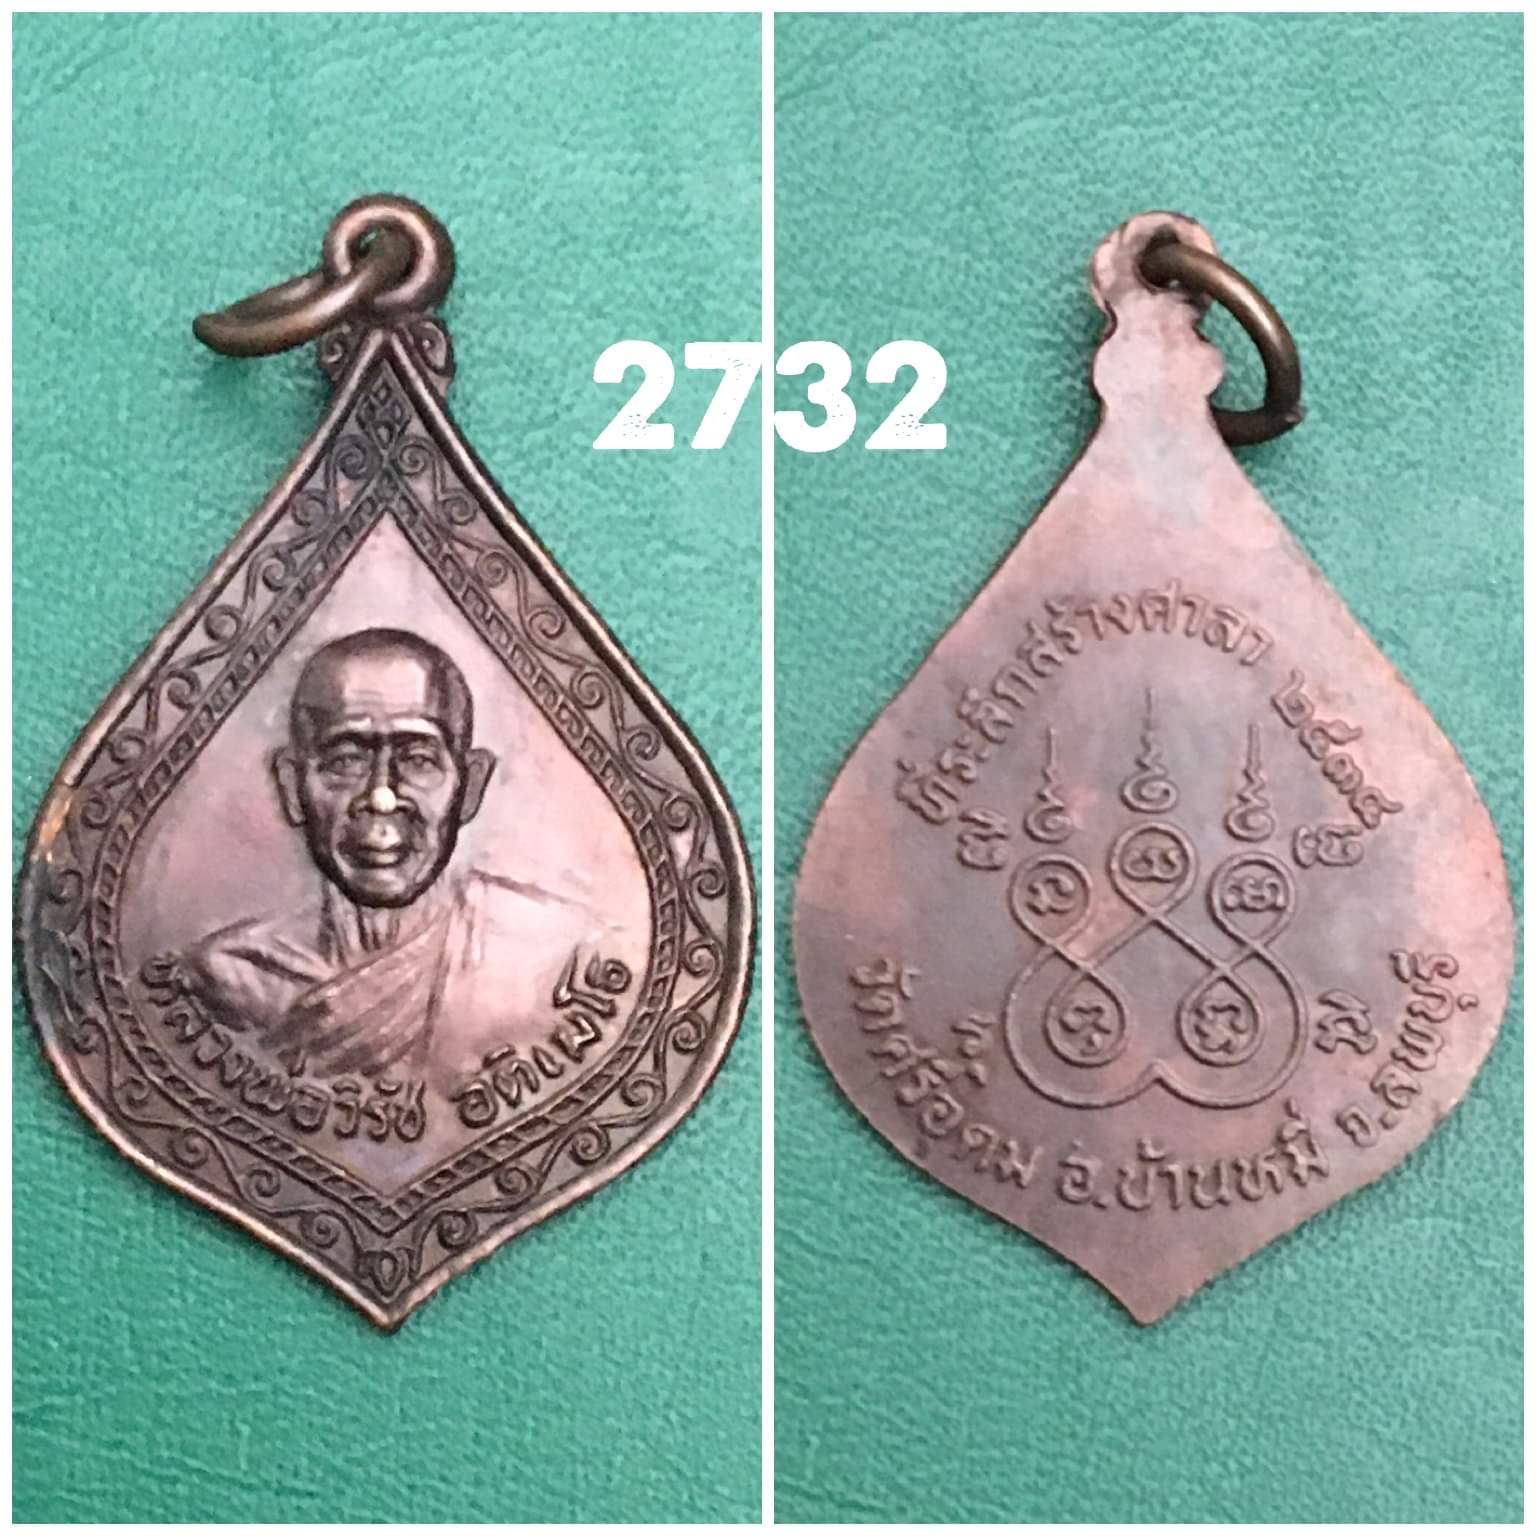 2732
หลวงพ่อวิรัช อติเมโธ
ที่ระลึกสร้างศาลา ๒๕๓๔
วัดศรีอุดม อ.บ้านหมี่ จ.ลพบุรี